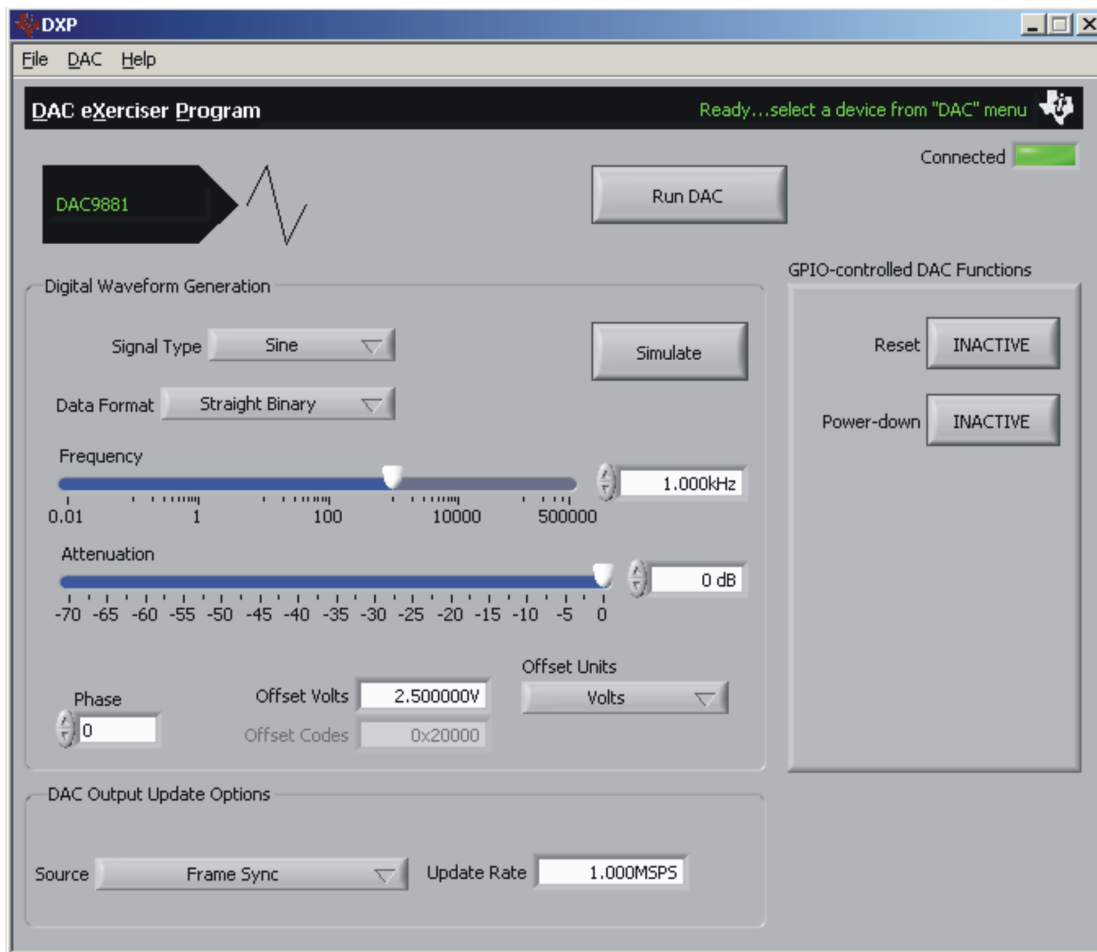 DXP
File DAC Help
DAC eXerciser Program
Ready...select a device from "DAC" menu
Connected
DAC9881
Run DAC
GPIO-controlled DAC Functions
Digital Waveform Generation
Signal Type Sine
Simulate
Reset INACTIVE
Data Format Straight Binary
Power-down INACTIVE
Frequency
1.000kHz
0.01 1 100 10000 500000
Attenuation
0 dB
-70 -65 -60 -55 -50 -45 -40 -35 -30 -25 -20 -15 -10 -5 0
Offset Units
Phase
Offset Volts 2.500000V
Volts
0
Offset Codes 0x20000
DAC Output Update Options
Source Frame Sync Update Rate 1.000MSPS